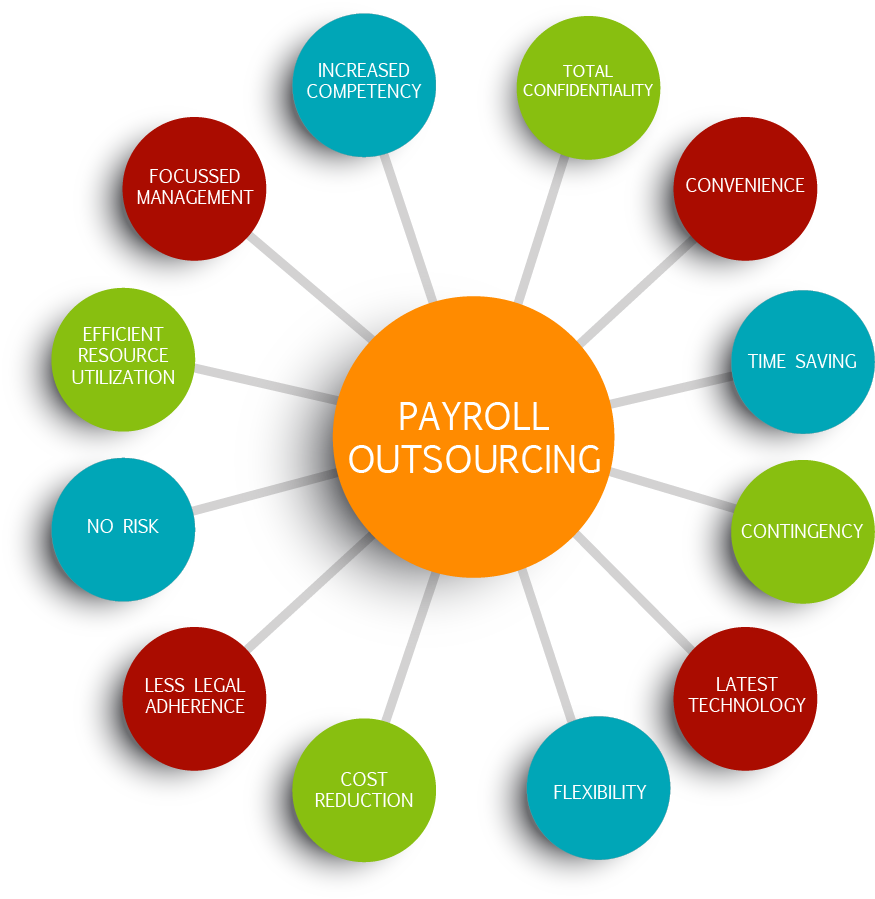 INCREASED
COMPETENCY
TOTAL
CONFIDENTIALITY
FOCUSSED
MANAGEMENT
CONVENIENCE
EFFICIENT
RESOURCE
UTILIZATION
TIME SAVING
PAYROLL
OUTSOURCING
NO RISK
CONTINGENCY
LESS LEGAL
ADHERENCE
LATEST
TECHNOLOGY
COST
REDUCTION
FLEXIBILITY